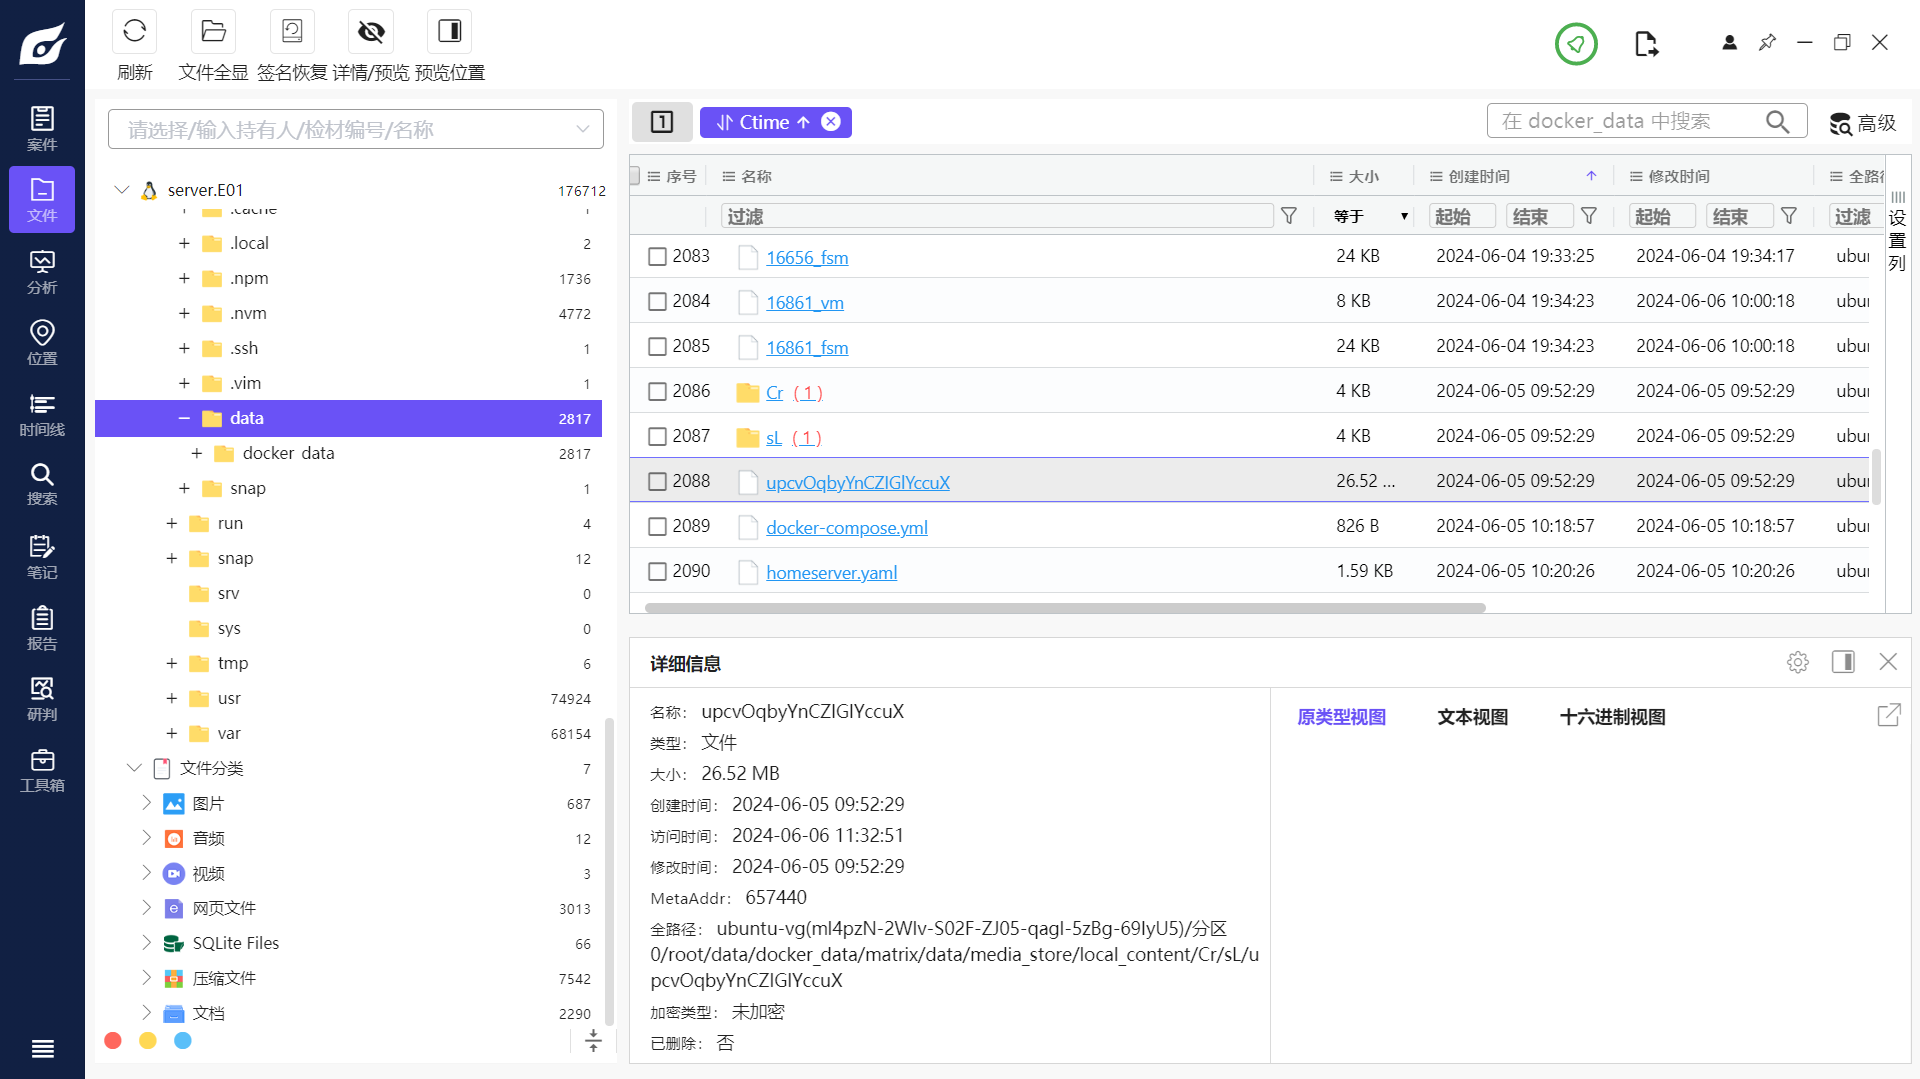 刷新
文件全显
签名恢复
详情/预览
预览位置
案件
文件
分析
位置
时间线
搜索
笔记
报告
研判
工具箱
请选择/输入持有人/检材编号/名称
server.E01 176712
.cache 1
.local 2
.npm 1736
.nvm 4772
.ssh 1
.vim 1
data 2817
docker_data 2817
snap 1
run 4
snap 12
srv 0
sys 0
tmp 6
usr 74924
var 68154
文件分类 7
图片 687
音频 12
视频 3
网页文件 3013
SQLite Files 66
压缩文件 7542
文档 2290
1 Ctime
在 docker_data 中搜索
高级
序号 名称 大小 创建时间 修改时间 全路径
过滤 等于 起始 结束 起始 结束 过滤
设置列
2083 16656_fsm 24 KB 2024-06-04 19:33:25 2024-06-04 19:34:17 ubu
2084 16861_vm 8 KB 2024-06-04 19:34:23 2024-06-06 10:00:18 ubu
2085 16861_fsm 24 KB 2024-06-04 19:34:23 2024-06-06 10:00:18 ubu
2086 Cr (1) 4 KB 2024-06-05 09:52:29 2024-06-05 09:52:29 ubu
2087 sL (1) 4 KB 2024-06-05 09:52:29 2024-06-05 09:52:29 ubu
2088 upcvOqbyYnCZIGIYccuX 26.52 ... 2024-06-05 09:52:29 2024-06-05 09:52:29 ubu
2089 docker-compose.yml 826 B 2024-06-05 10:18:57 2024-06-05 10:18:57 ubu
2090 homeserver.yaml 1.59 KB 2024-06-05 10:20:26 2024-06-05 10:20:26 ubu
详细信息
名称： upcvOqbyYnCZIGIYccuX
类型： 文件
大小： 26.52 MB
创建时间： 2024-06-05 09:52:29
访问时间： 2024-06-06 11:32:51
修改时间： 2024-06-05 09:52:29
MetaAddr： 657440
全路径： ubuntu-vg(ml4pzN-2WIv-S02F-ZJ05-qagI-5zBg-69IyU5)/分区
0/root/data/docker_data/matrix/data/media_store/local_content/Cr/sL/u
pcvOqbyYnCZIGIYccuX
加密类型： 未加密
已删除： 否
原类型视图 文本视图 十六进制视图